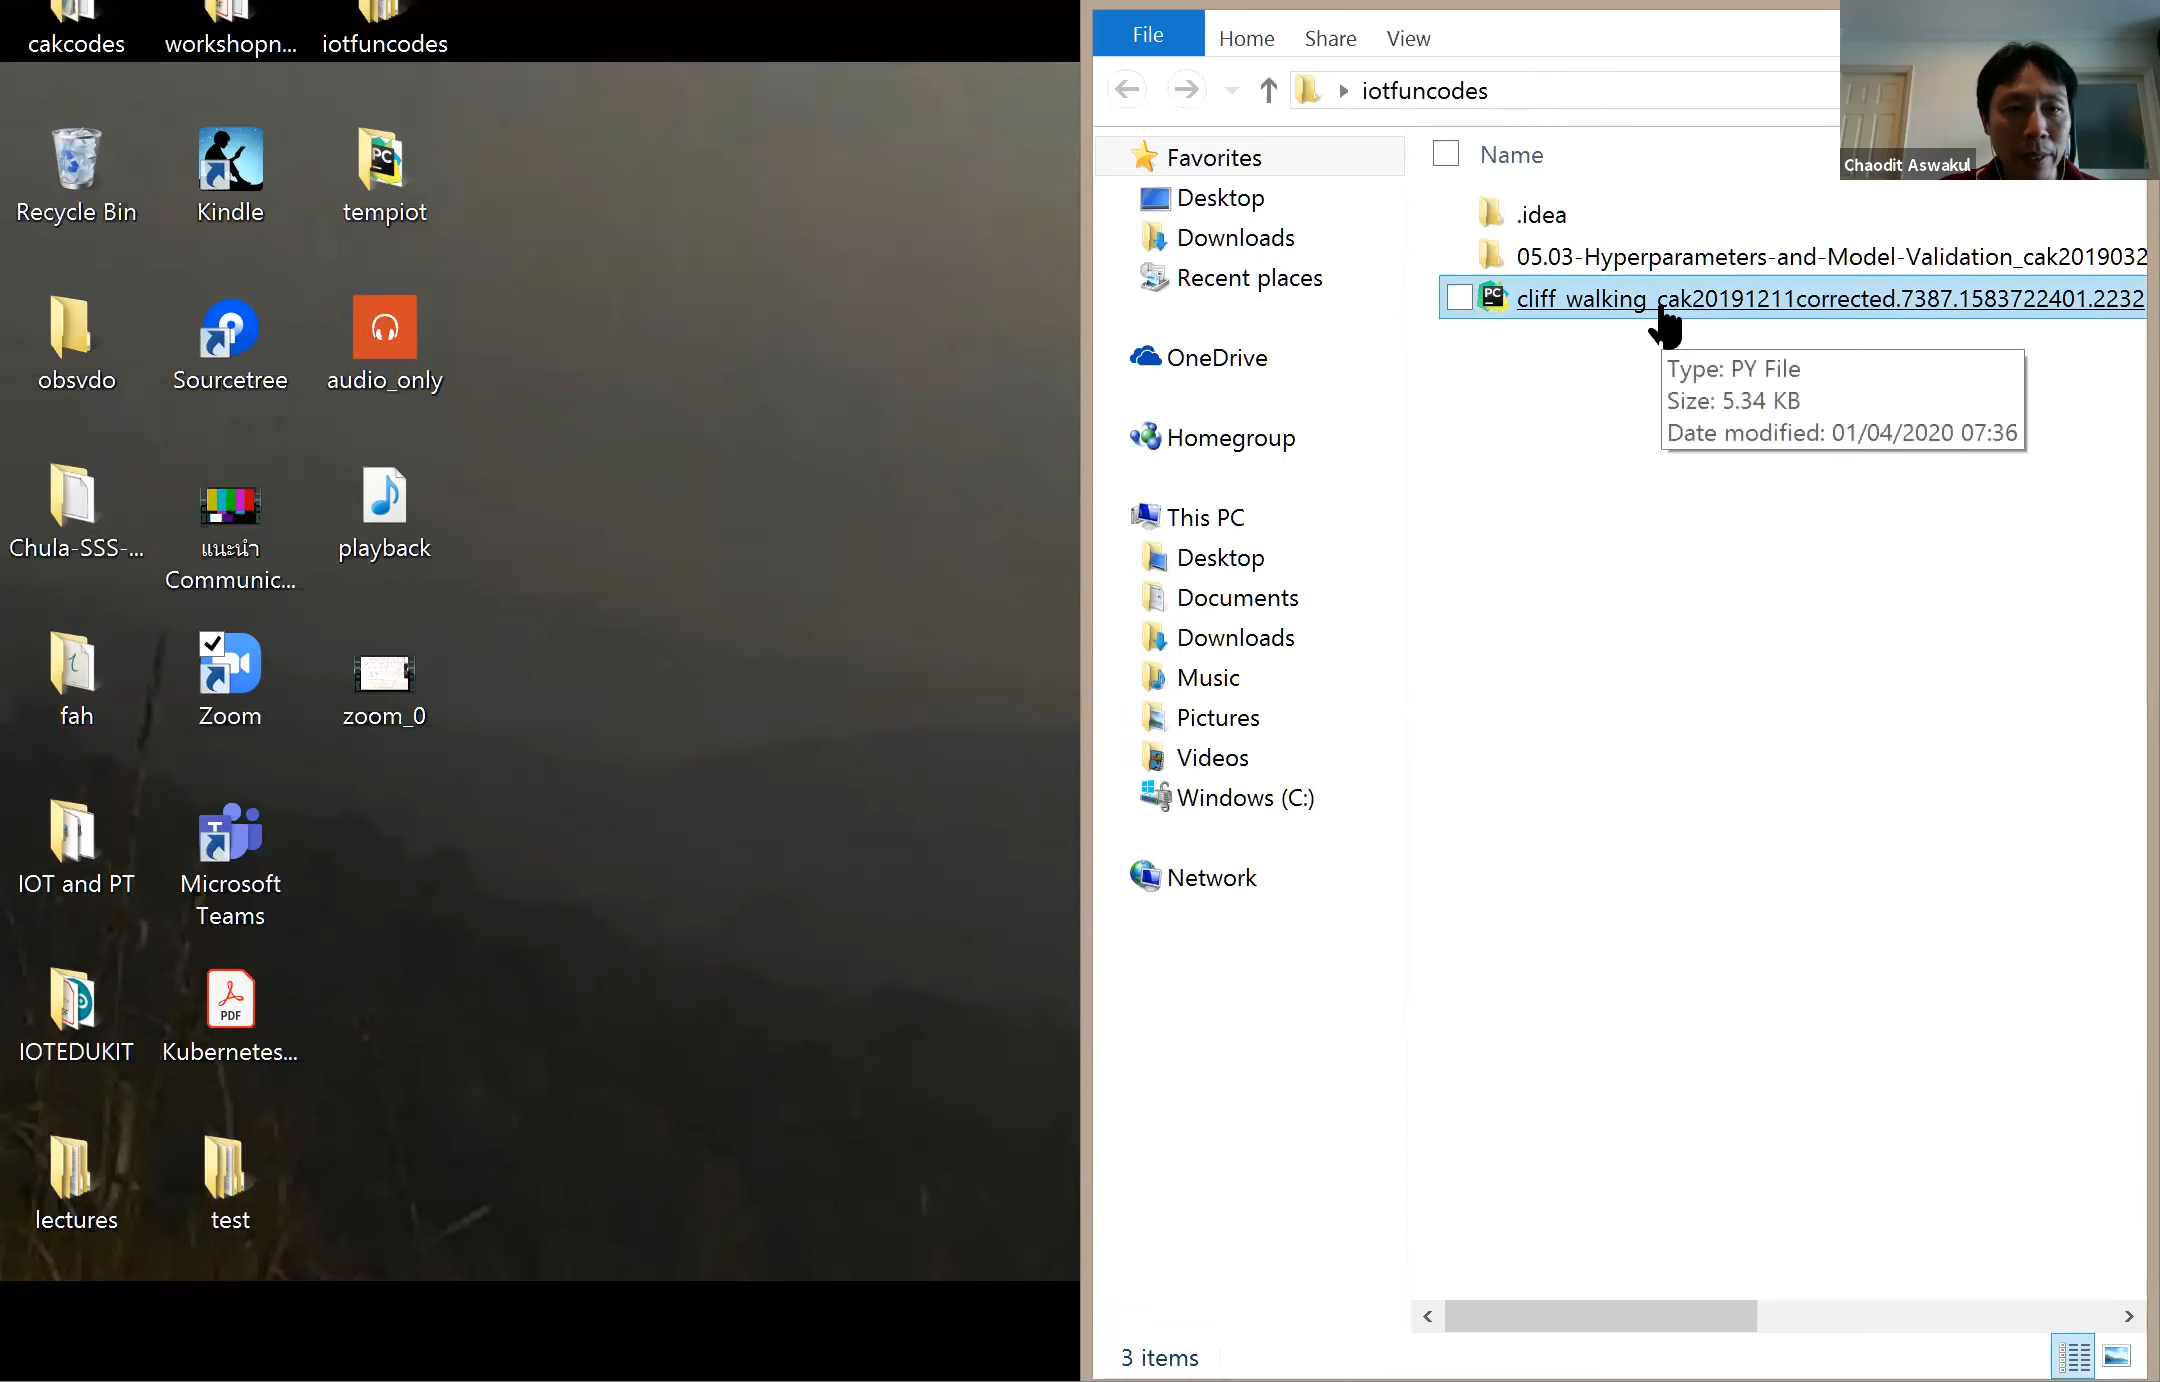 cakcodes
workshopn...
iotfuncodes
Recycle Bin
Kindle
tempiot
obsvdo
Sourcetree
audio_only
Chula-SSS-...
แนะนำ
Communic...
playback
fah
Zoom
zoom_0
IOT and PT
Microsoft
Teams
IOTEDUKIT
PDF
Kubernetes...
lectures
test
File
Home
Share
View
iotfuncodes
Favorites
Desktop
Downloads
Recent places
OneDrive
Homegroup
This PC
Desktop
Documents
Downloads
Music
Pictures
Videos
Windows (C:)
Network
Name
.idea
05.03-Hyperparameters-and-Model-Validation_cak2019032
cliff_walking_cak20191211corrected.7387.1583722401.2232
Type: PY File
Size: 5.34 KB
Date modified: 01/04/2020 07:36
Chaodit Aswakul
3 items